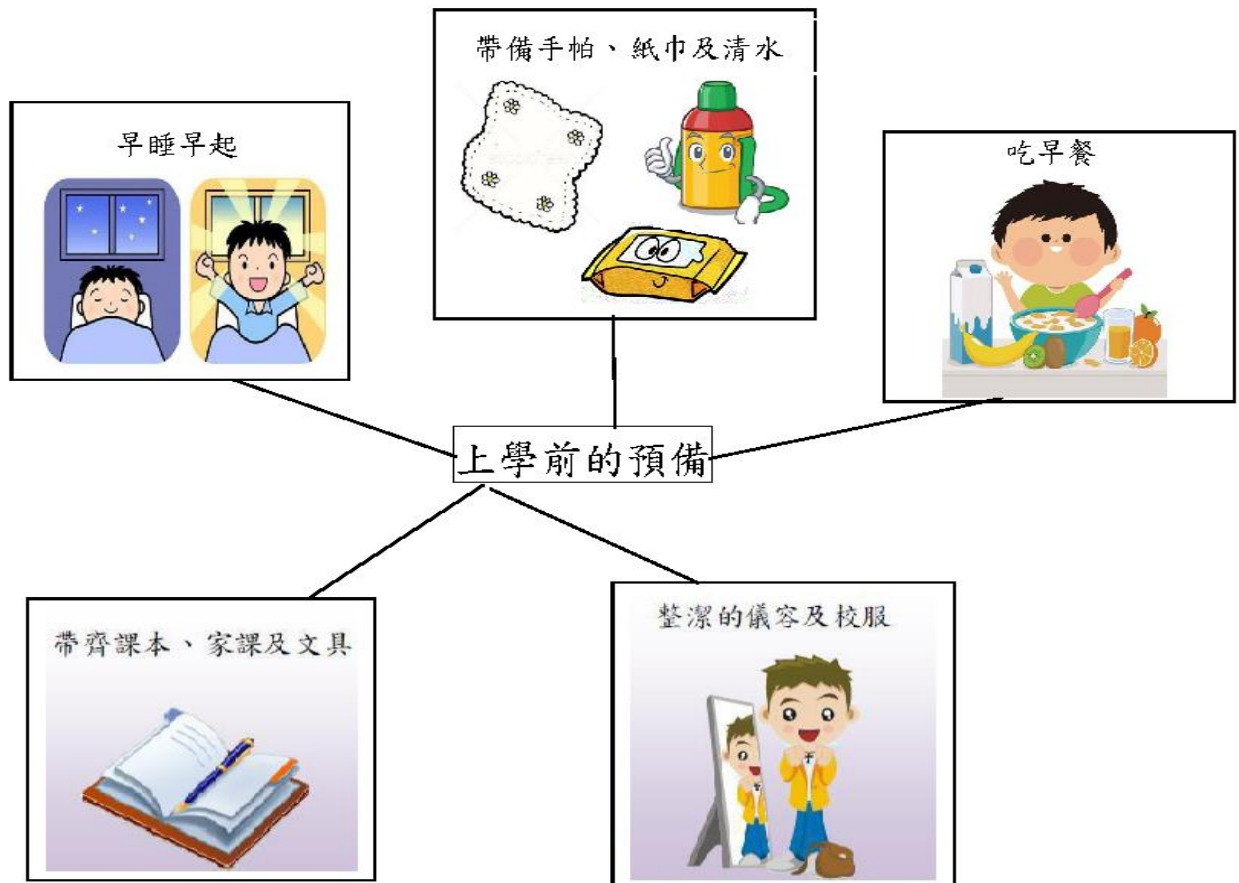 帶備手帕、紙巾及清水
早睡早起
吃早餐
上學前的預備
帶齊課本、家課及文具
整潔的儀容及校服